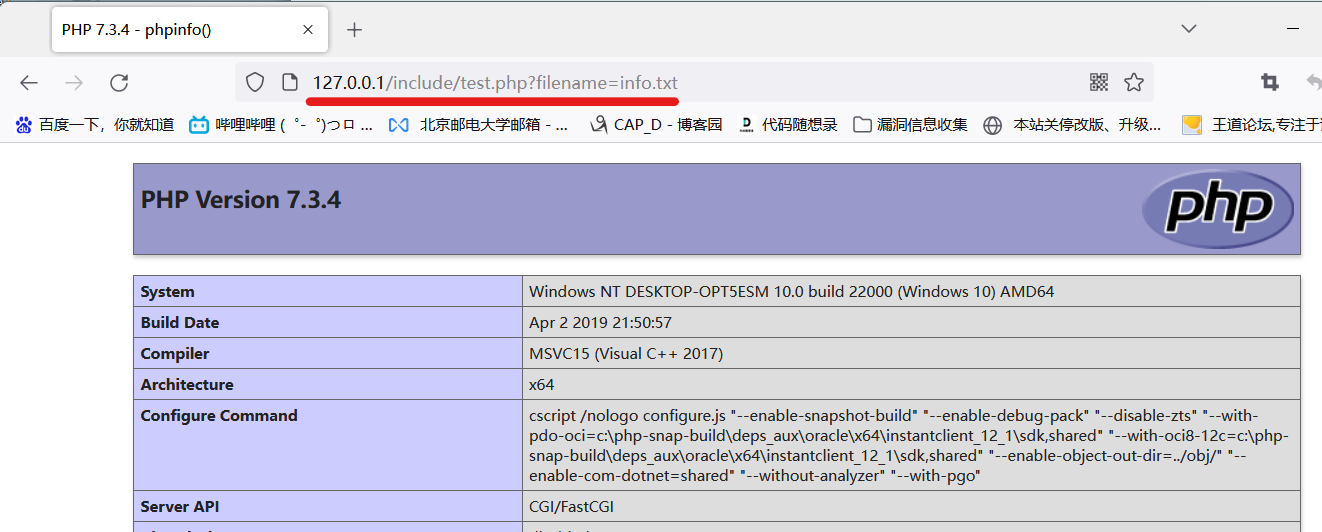 PHP 7.3.4 - phpinfo()
127.0.0.1/include/test.php?filename=info.txt
百度一下，你就知道 哔哩哔哩 ( ゜- ゜)つロ ... 北京邮电大学邮箱 - ... CAP_D - 博客园 代码随想录 漏洞信息收集 本站关停改版、升级... 王道论坛,专注于
PHP Version 7.3.4
php
System Windows NT DESKTOP-OPT5ESM 10.0 build 22000 (Windows 10) AMD64
Build Date Apr 2 2019 21:50:57
Compiler MSVC15 (Visual C++ 2017)
Architecture x64
Configure Command cscript /nologo configure.js "--enable-snapshot-build" "--enable-debug-pack" "--disable-zts" "--with-
pdo-oci=c:\php-snap-build\deps_aux\oracle\x64\instantclient_12_1\sdk,shared" "--with-oci8-12c=c:\php-
snap-build\deps_aux\oracle\x64\instantclient_12_1\sdk,shared" "--enable-object-out-dir=../obj/" "--
enable-com-dotnet=shared" "--without-analyzer" "--with-pgo"
Server API CGI/FastCGI